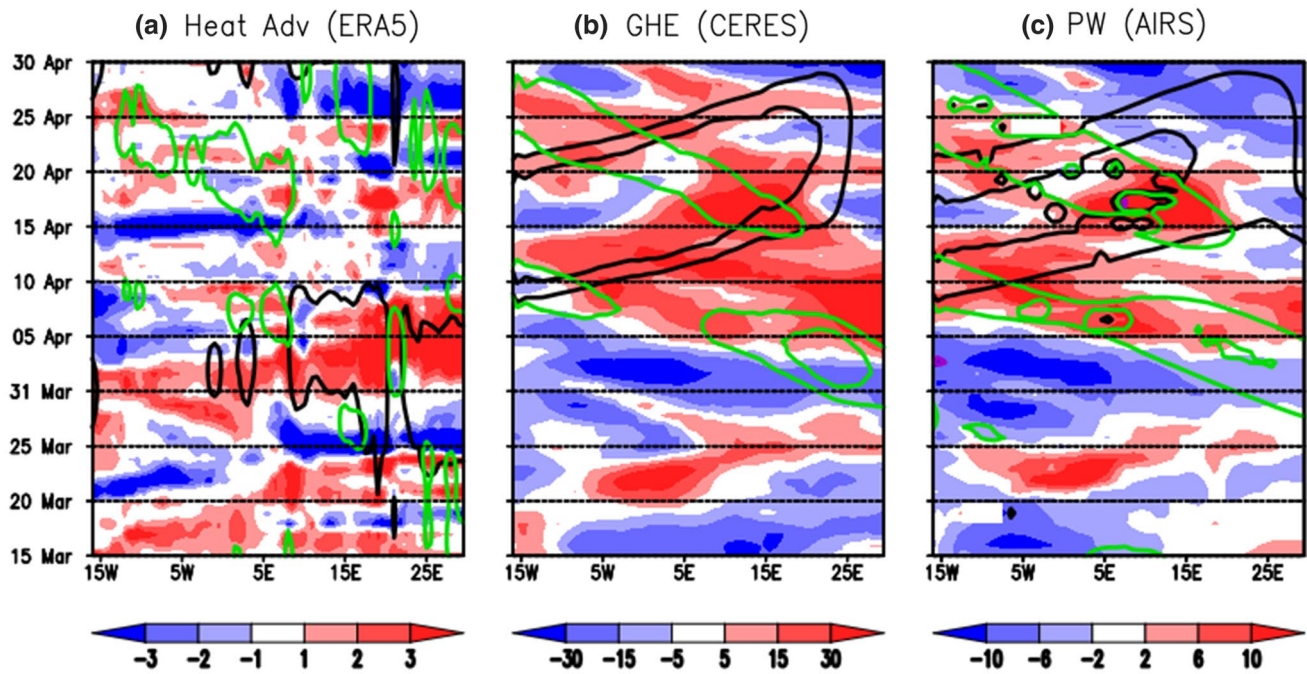 (a) Heat Adv (ERA5) (b) GHE (CERES) (c) PW (AIRS)
30 Apr
25 Apr
20 Apr
15 Apr
10 Apr
05 Apr
31 Mar
25 Mar
20 Mar
15 Mar
15W 5W 5E 15E 25E 15W 5W 5E 15E 25E 15W 5W 5E 15E 25E
-3 -2 -1 1 2 3 -30 -15 -5 5 15 30 -10 -6 -2 2 6 10